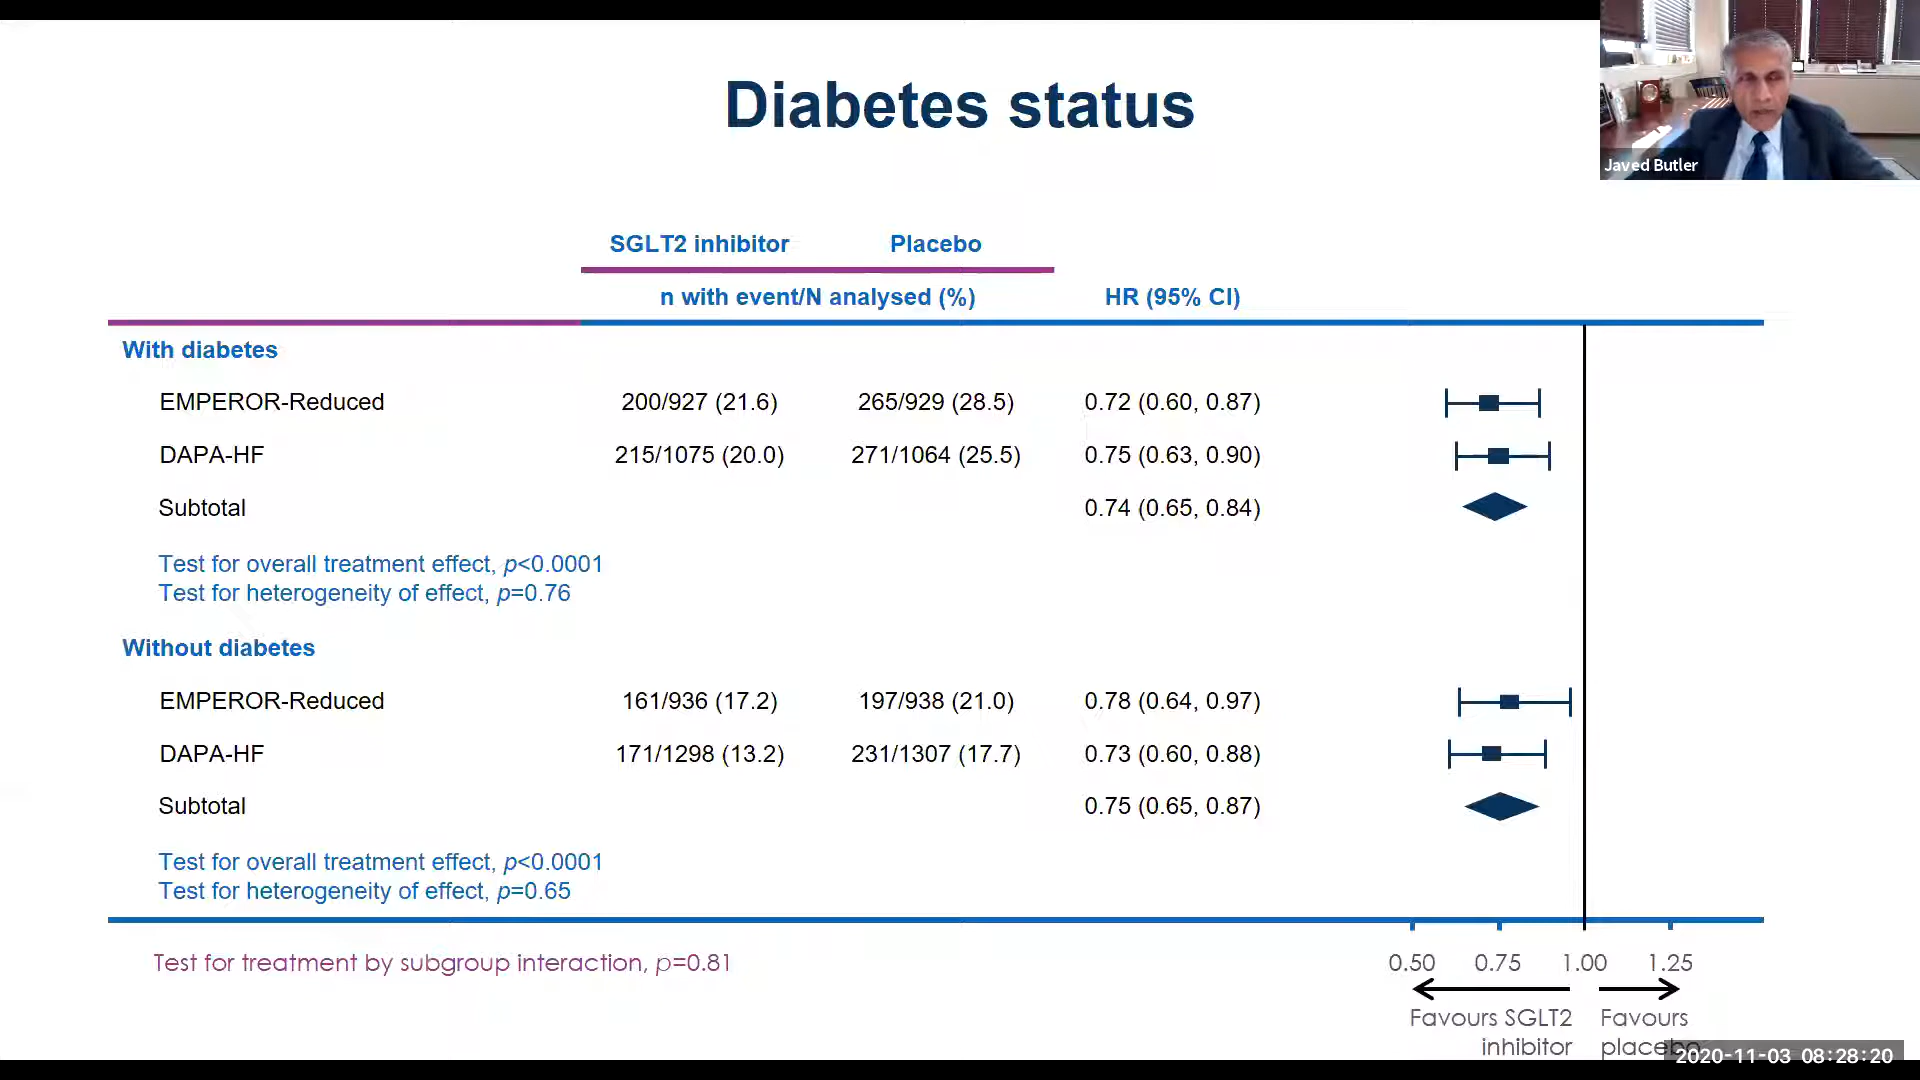 Diabetes status
Javed Butler
SGLT2 inhibitor Placebo
n with event/N analysed (%) HR (95% CI)
With diabetes
EMPEROR-Reduced 200/927 (21.6) 265/929 (28.5) 0.72 (0.60, 0.87)
DAPA-HF 215/1075 (20.0) 271/1064 (25.5) 0.75 (0.63, 0.90)
Subtotal 0.74 (0.65, 0.84)
Test for overall treatment effect, p<0.0001
Test for heterogeneity of effect, p=0.76
Without diabetes
EMPEROR-Reduced 161/936 (17.2) 197/938 (21.0) 0.78 (0.64, 0.97)
DAPA-HF 171/1298 (13.2) 231/1307 (17.7) 0.73 (0.60, 0.88)
Subtotal 0.75 (0.65, 0.87)
Test for overall treatment effect, p<0.0001
Test for heterogeneity of effect, p=0.65
Test for treatment by subgroup interaction, p=0.81
0.50 0.75 1.00 1.25
Favours SGLT2 inhibitor
Favours placebo
2020-11-03 08:28:20